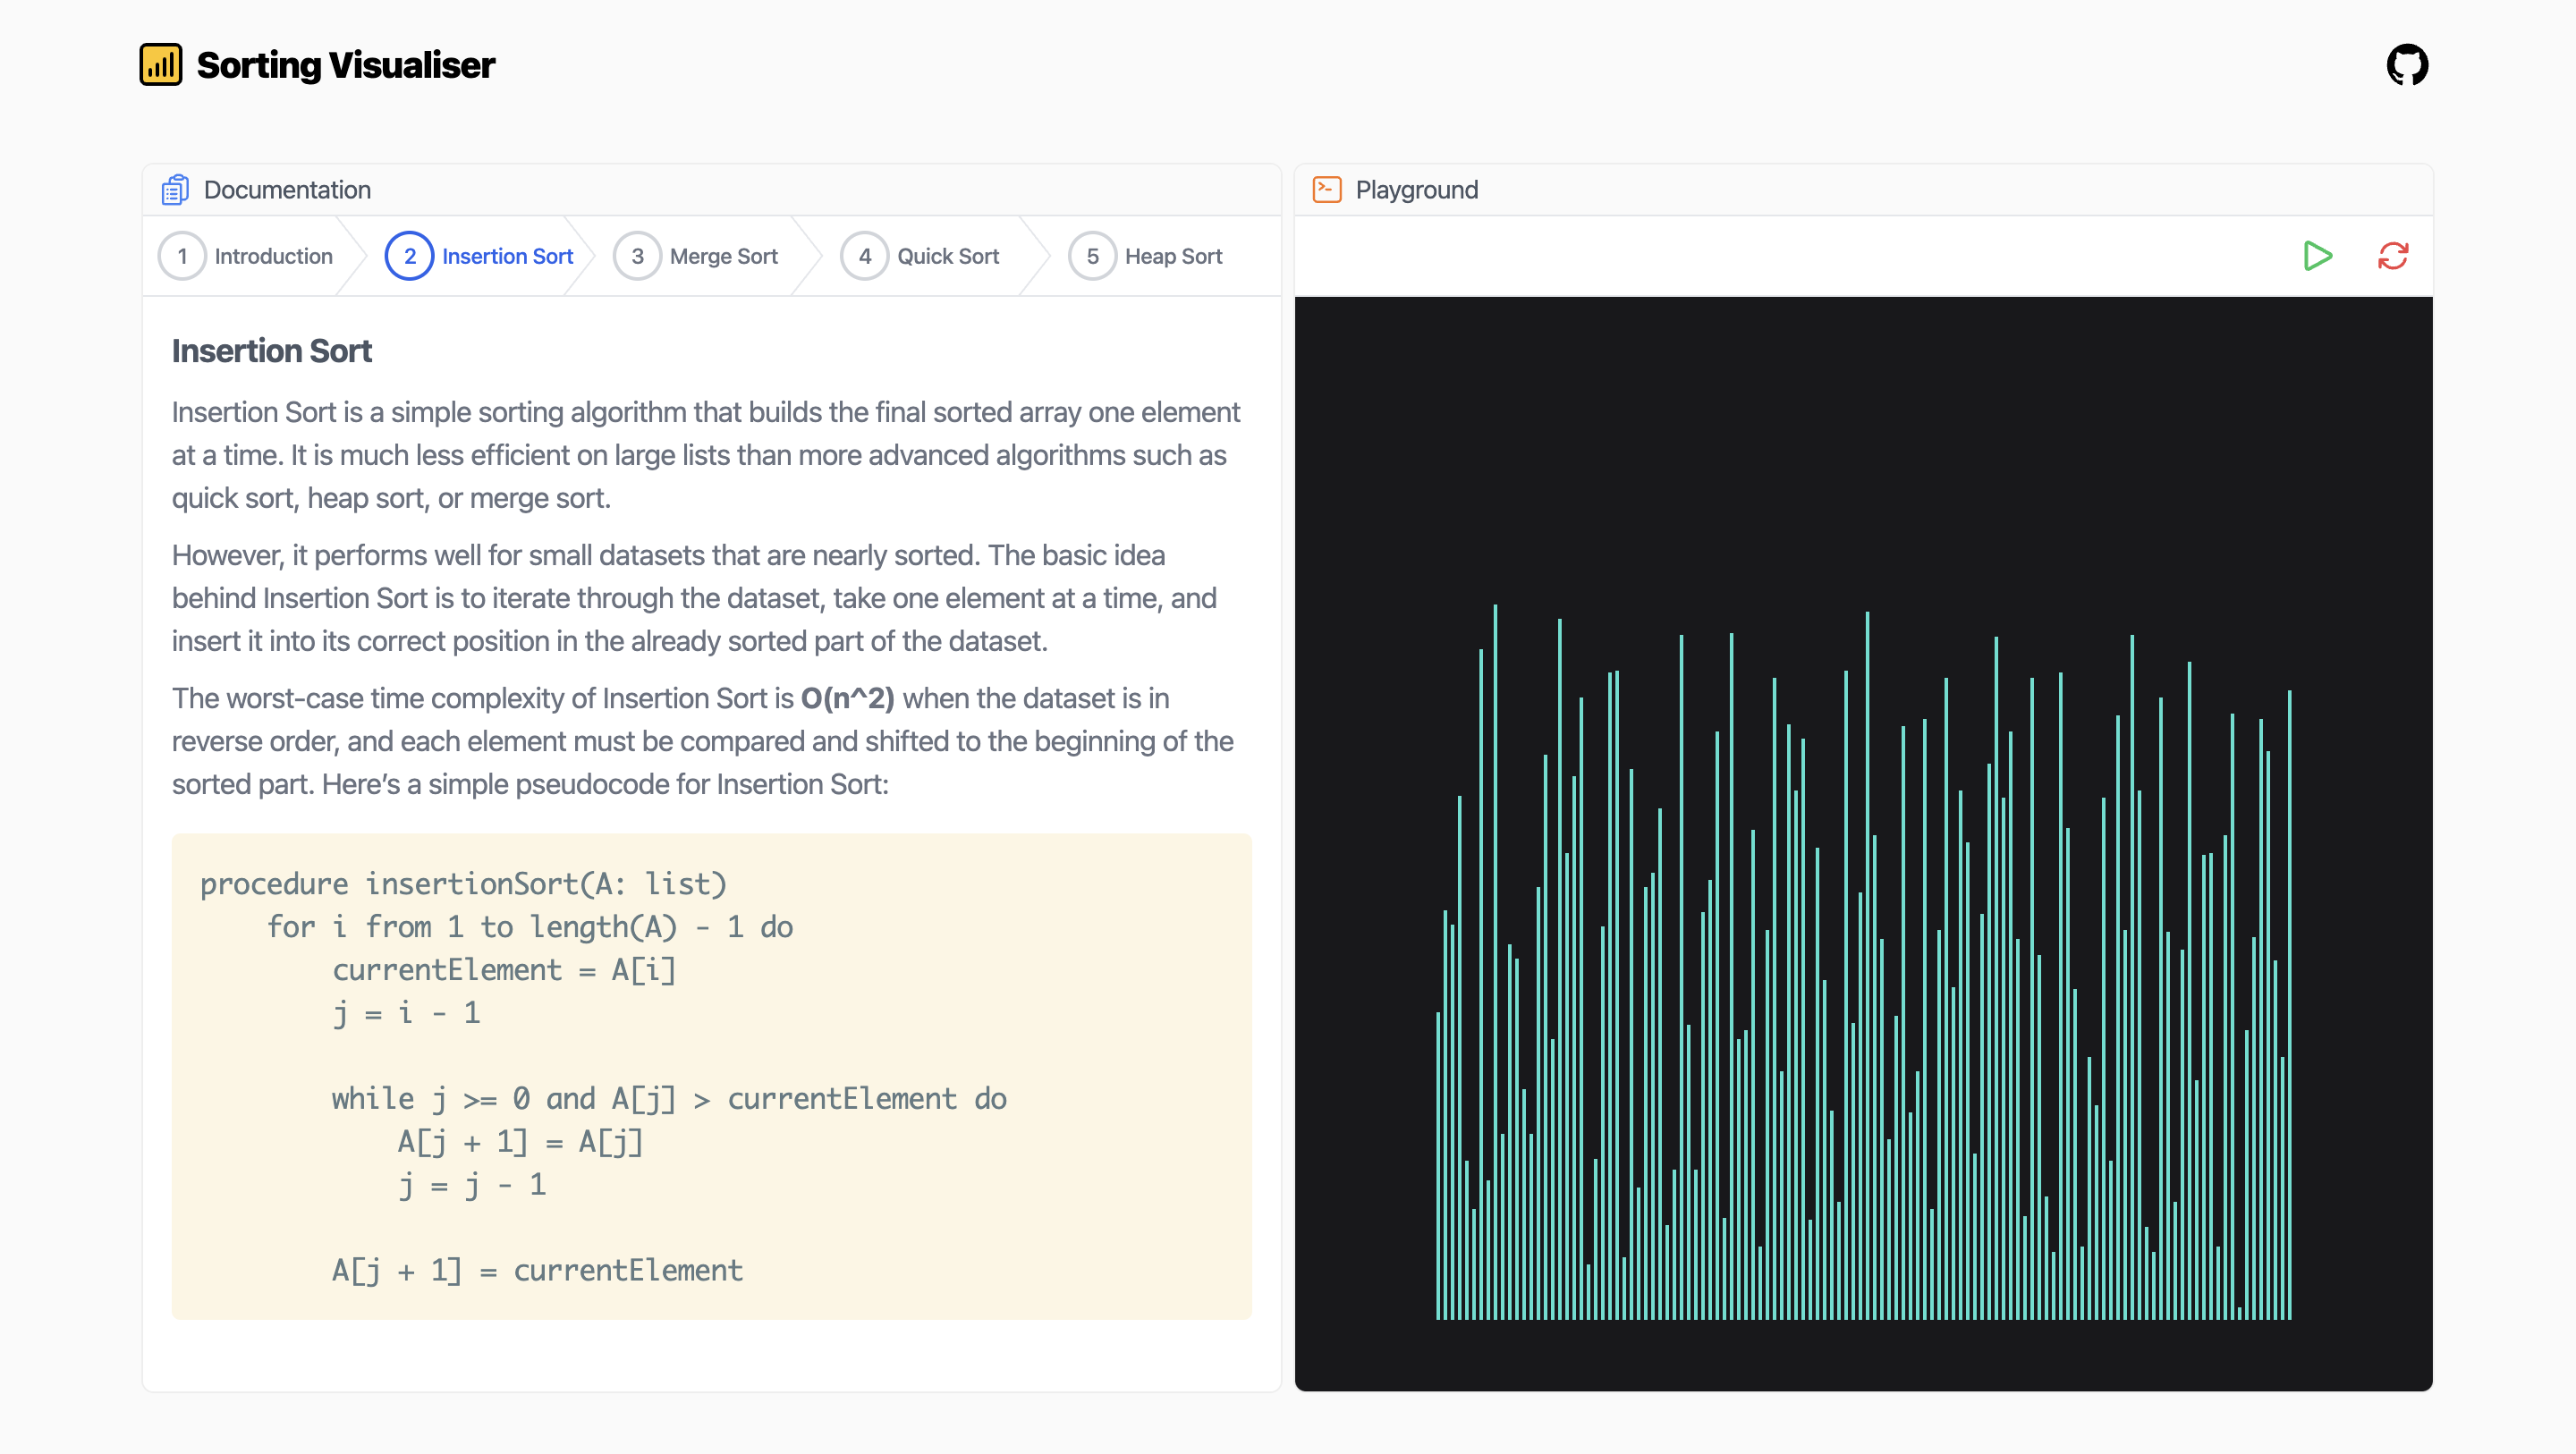 Sorting Visualiser
Documentation
1 Introduction
2 Insertion Sort
3 Merge Sort
4 Quick Sort
5 Heap Sort
Insertion Sort
Insertion Sort is a simple sorting algorithm that builds the final sorted array one element
at a time. It is much less efficient on large lists than more advanced algorithms such as
quick sort, heap sort, or merge sort.
However, it performs well for small datasets that are nearly sorted. The basic idea
behind Insertion Sort is to iterate through the dataset, take one element at a time, and
insert it into its correct position in the already sorted part of the dataset.
The worst-case time complexity of Insertion Sort is O(n^2) when the dataset is in
reverse order, and each element must be compared and shifted to the beginning of the
sorted part. Here’s a simple pseudocode for Insertion Sort:
procedure insertionSort(A: list)
    for i from 1 to length(A) - 1 do
        currentElement = A[i]
        j = i - 1
        while j >= 0 and A[j] > currentElement do
            A[j + 1] = A[j]
            j = j - 1
        A[j + 1] = currentElement
Playground